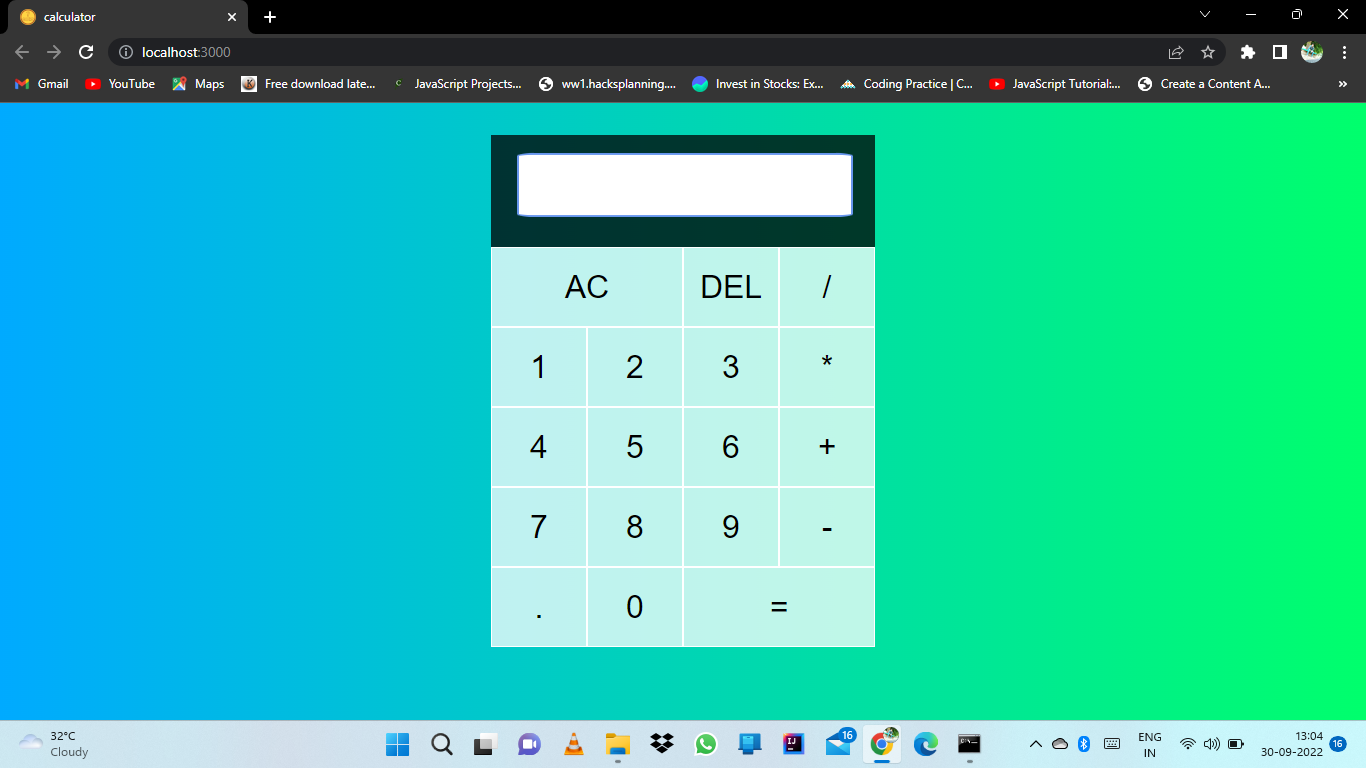 calculator
localhost:3000
Gmail YouTube Maps Free download late... JavaScript Projects... ww1.hacksplanning.... Invest in Stocks: Ex... Coding Practice | C... JavaScript Tutorial:... Create a Content A... »
AC DEL /
1 2 3 *
4 5 6 +
7 8 9 -
. 0 =
32°C
Cloudy
16
IJ
ENG
IN
13:04
30-09-2022
16